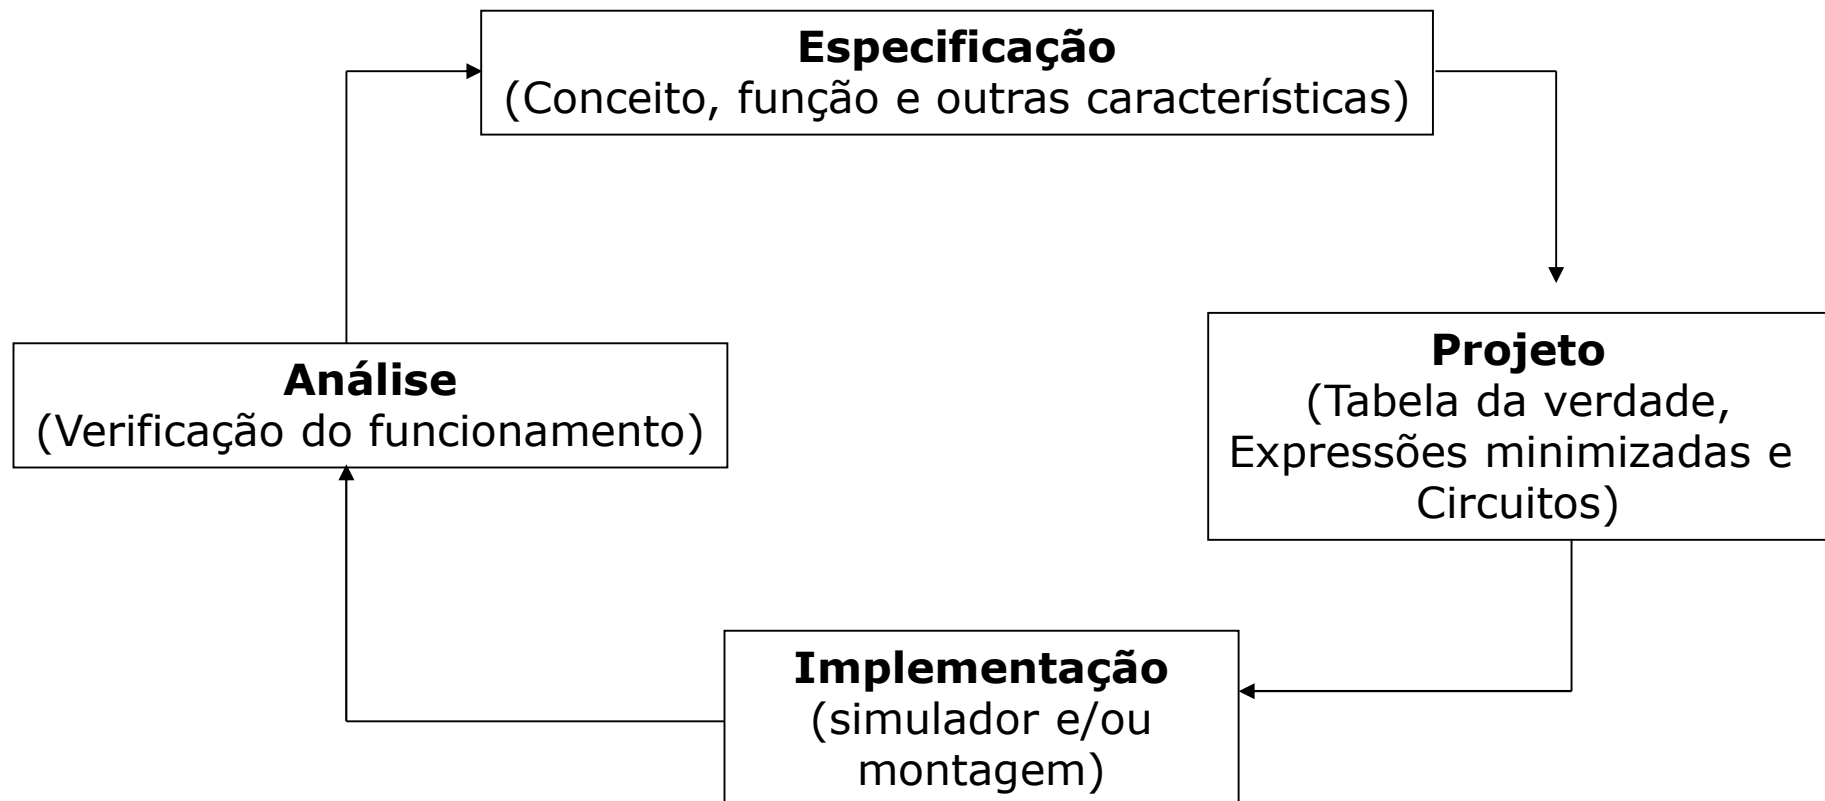 Especificação
(Conceito, função e outras características)
Análise
(Verificação do funcionamento)
Projeto
(Tabela da verdade,
Expressões minimizadas e
Circuitos)
Implementação
(simulador e/ou
montagem)